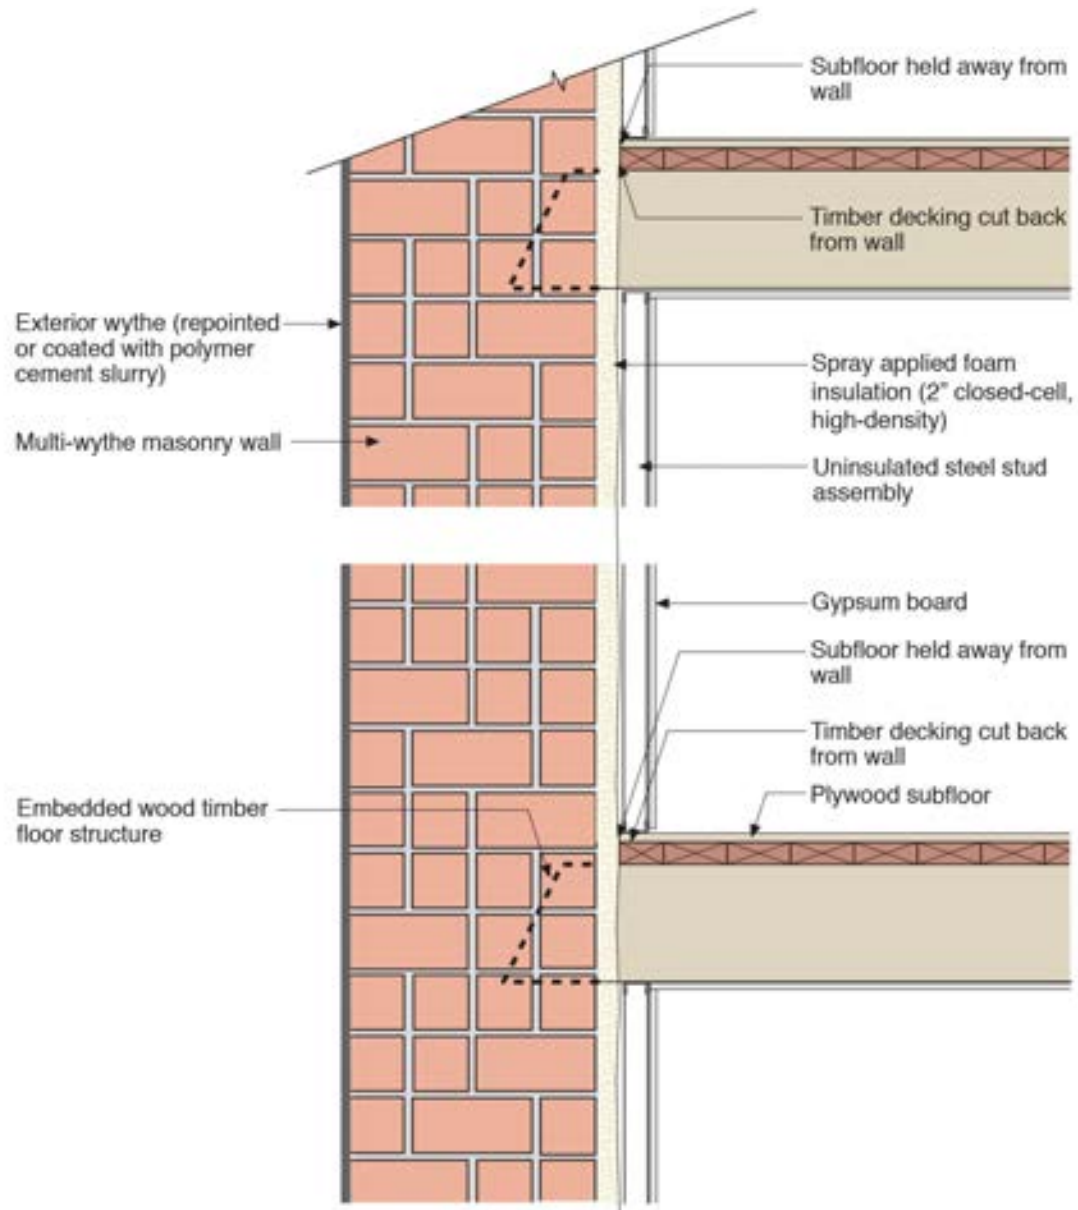 Subfloor held away from
wall
Timber decking cut back
from wall
Exterior wythe (repointed
or coated with polymer
cement slurry)
Spray applied foam
insulation (2" closed-cell,
high-density)
Multi-wythe masonry wall
Uninsulated steel stud
assembly
Gypsum board
Subfloor held away from
wall
Timber decking cut back
from wall
Plywood subfloor
Embedded wood timber
floor structure